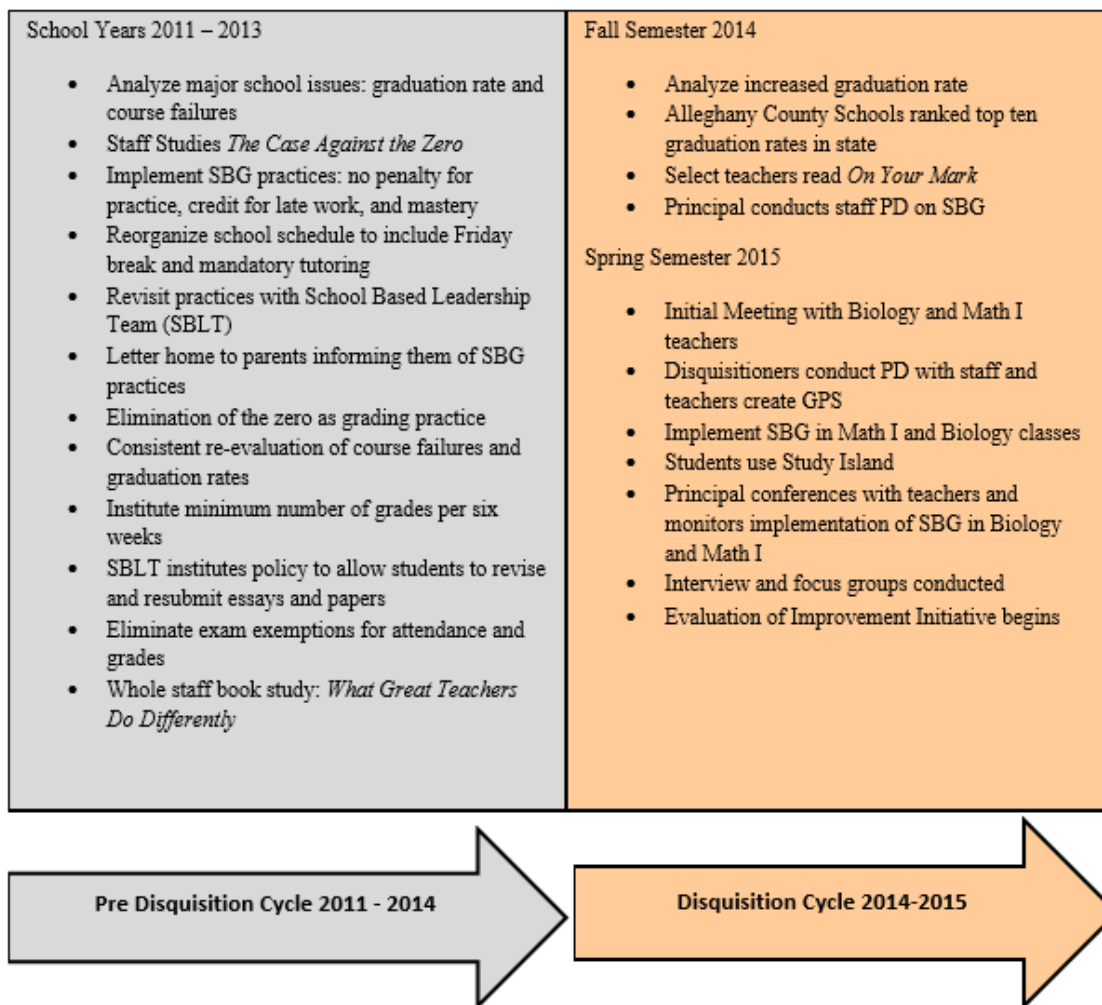 School Years 2011 – 2013
• Analyze major school issues: graduation rate and
course failures
• Staff Studies The Case Against the Zero
• Implement SBG practices: no penalty for
practice, credit for late work, and mastery
• Reorganize school schedule to include Friday
break and mandatory tutoring
• Revisit practices with School Based Leadership
Team (SBLT)
• Letter home to parents informing them of SBG
practices
• Elimination of the zero as grading practice
• Consistent re-evaluation of course failures and
graduation rates
• Institute minimum number of grades per six
weeks
• SBLT institutes policy to allow students to revise
and resubmit essays and papers
• Eliminate exam exemptions for attendance and
grades
• Whole staff book study: What Great Teachers
Do Differently
Fall Semester 2014
• Analyze increased graduation rate
• Alleghany County Schools ranked top ten
graduation rates in state
• Select teachers read On Your Mark
• Principal conducts staff PD on SBG
Spring Semester 2015
• Initial Meeting with Biology and Math I
teachers
• Disquisitioners conduct PD with staff and
teachers create GPS
• Implement SBG in Math I and Biology classes
• Students use Study Island
• Principal conferences with teachers and
monitors implementation of SBG in Biology
and Math I
• Interview and focus groups conducted
• Evaluation of Improvement Initiative begins
Pre Disquisition Cycle 2011 - 2014
Disquisition Cycle 2014-2015